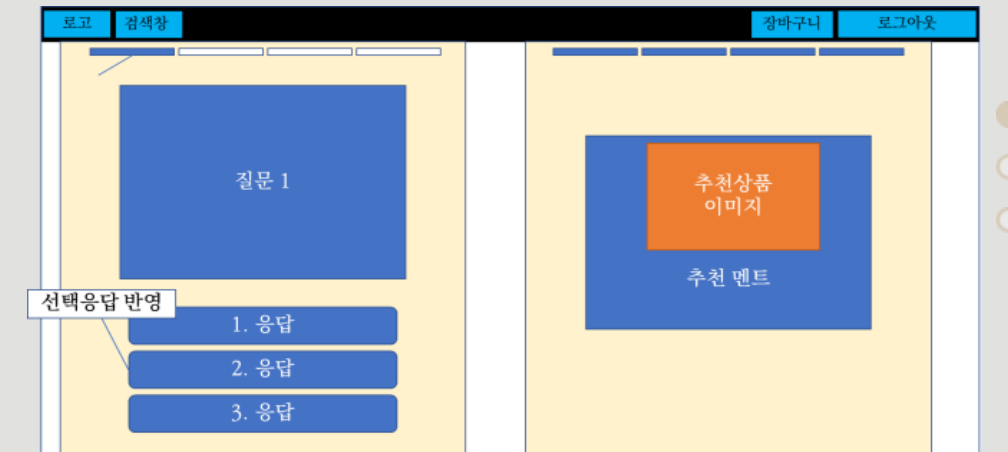 로고
검색창
장바구니
로그아웃
질문 1
선택응답 반영
1. 응답
2. 응답
3. 응답
추천상품
이미지
추천 멘트